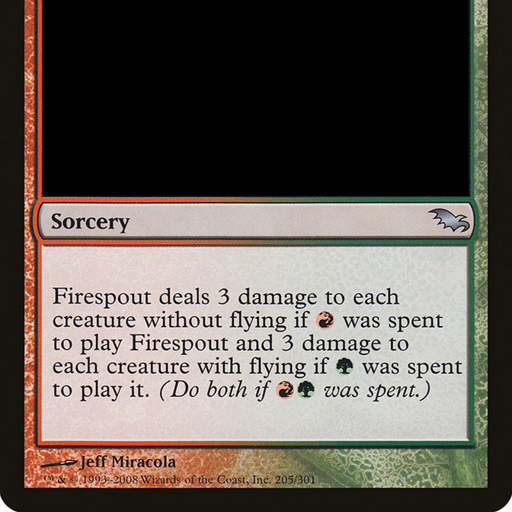 Sorcery
Firespout deals 3 damage to each
creature without flying if was spent
to play Firespout and 3 damage to
each creature with flying if was spent
to play it. (Do both if was spent.)
Jeff Miracola
™ & © 1993-2008 Wizards of the Coast, Inc. 205/301